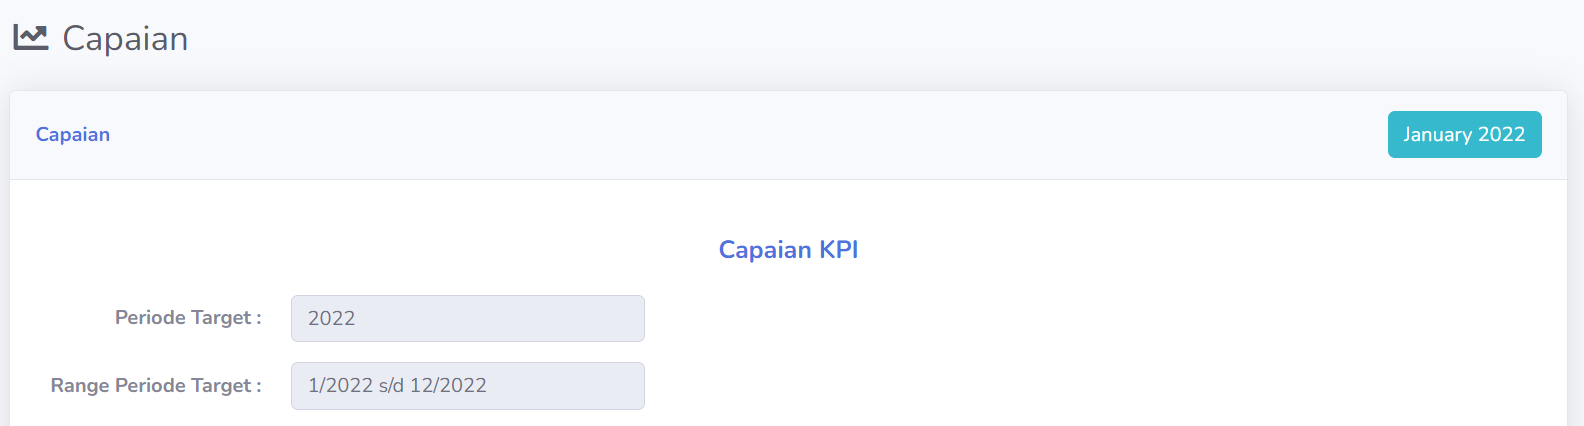 Capaian
Capaian
January 2022
Capaian KPI
Periode Target :
2022
Range Periode Target :
1/2022 s/d 12/2022